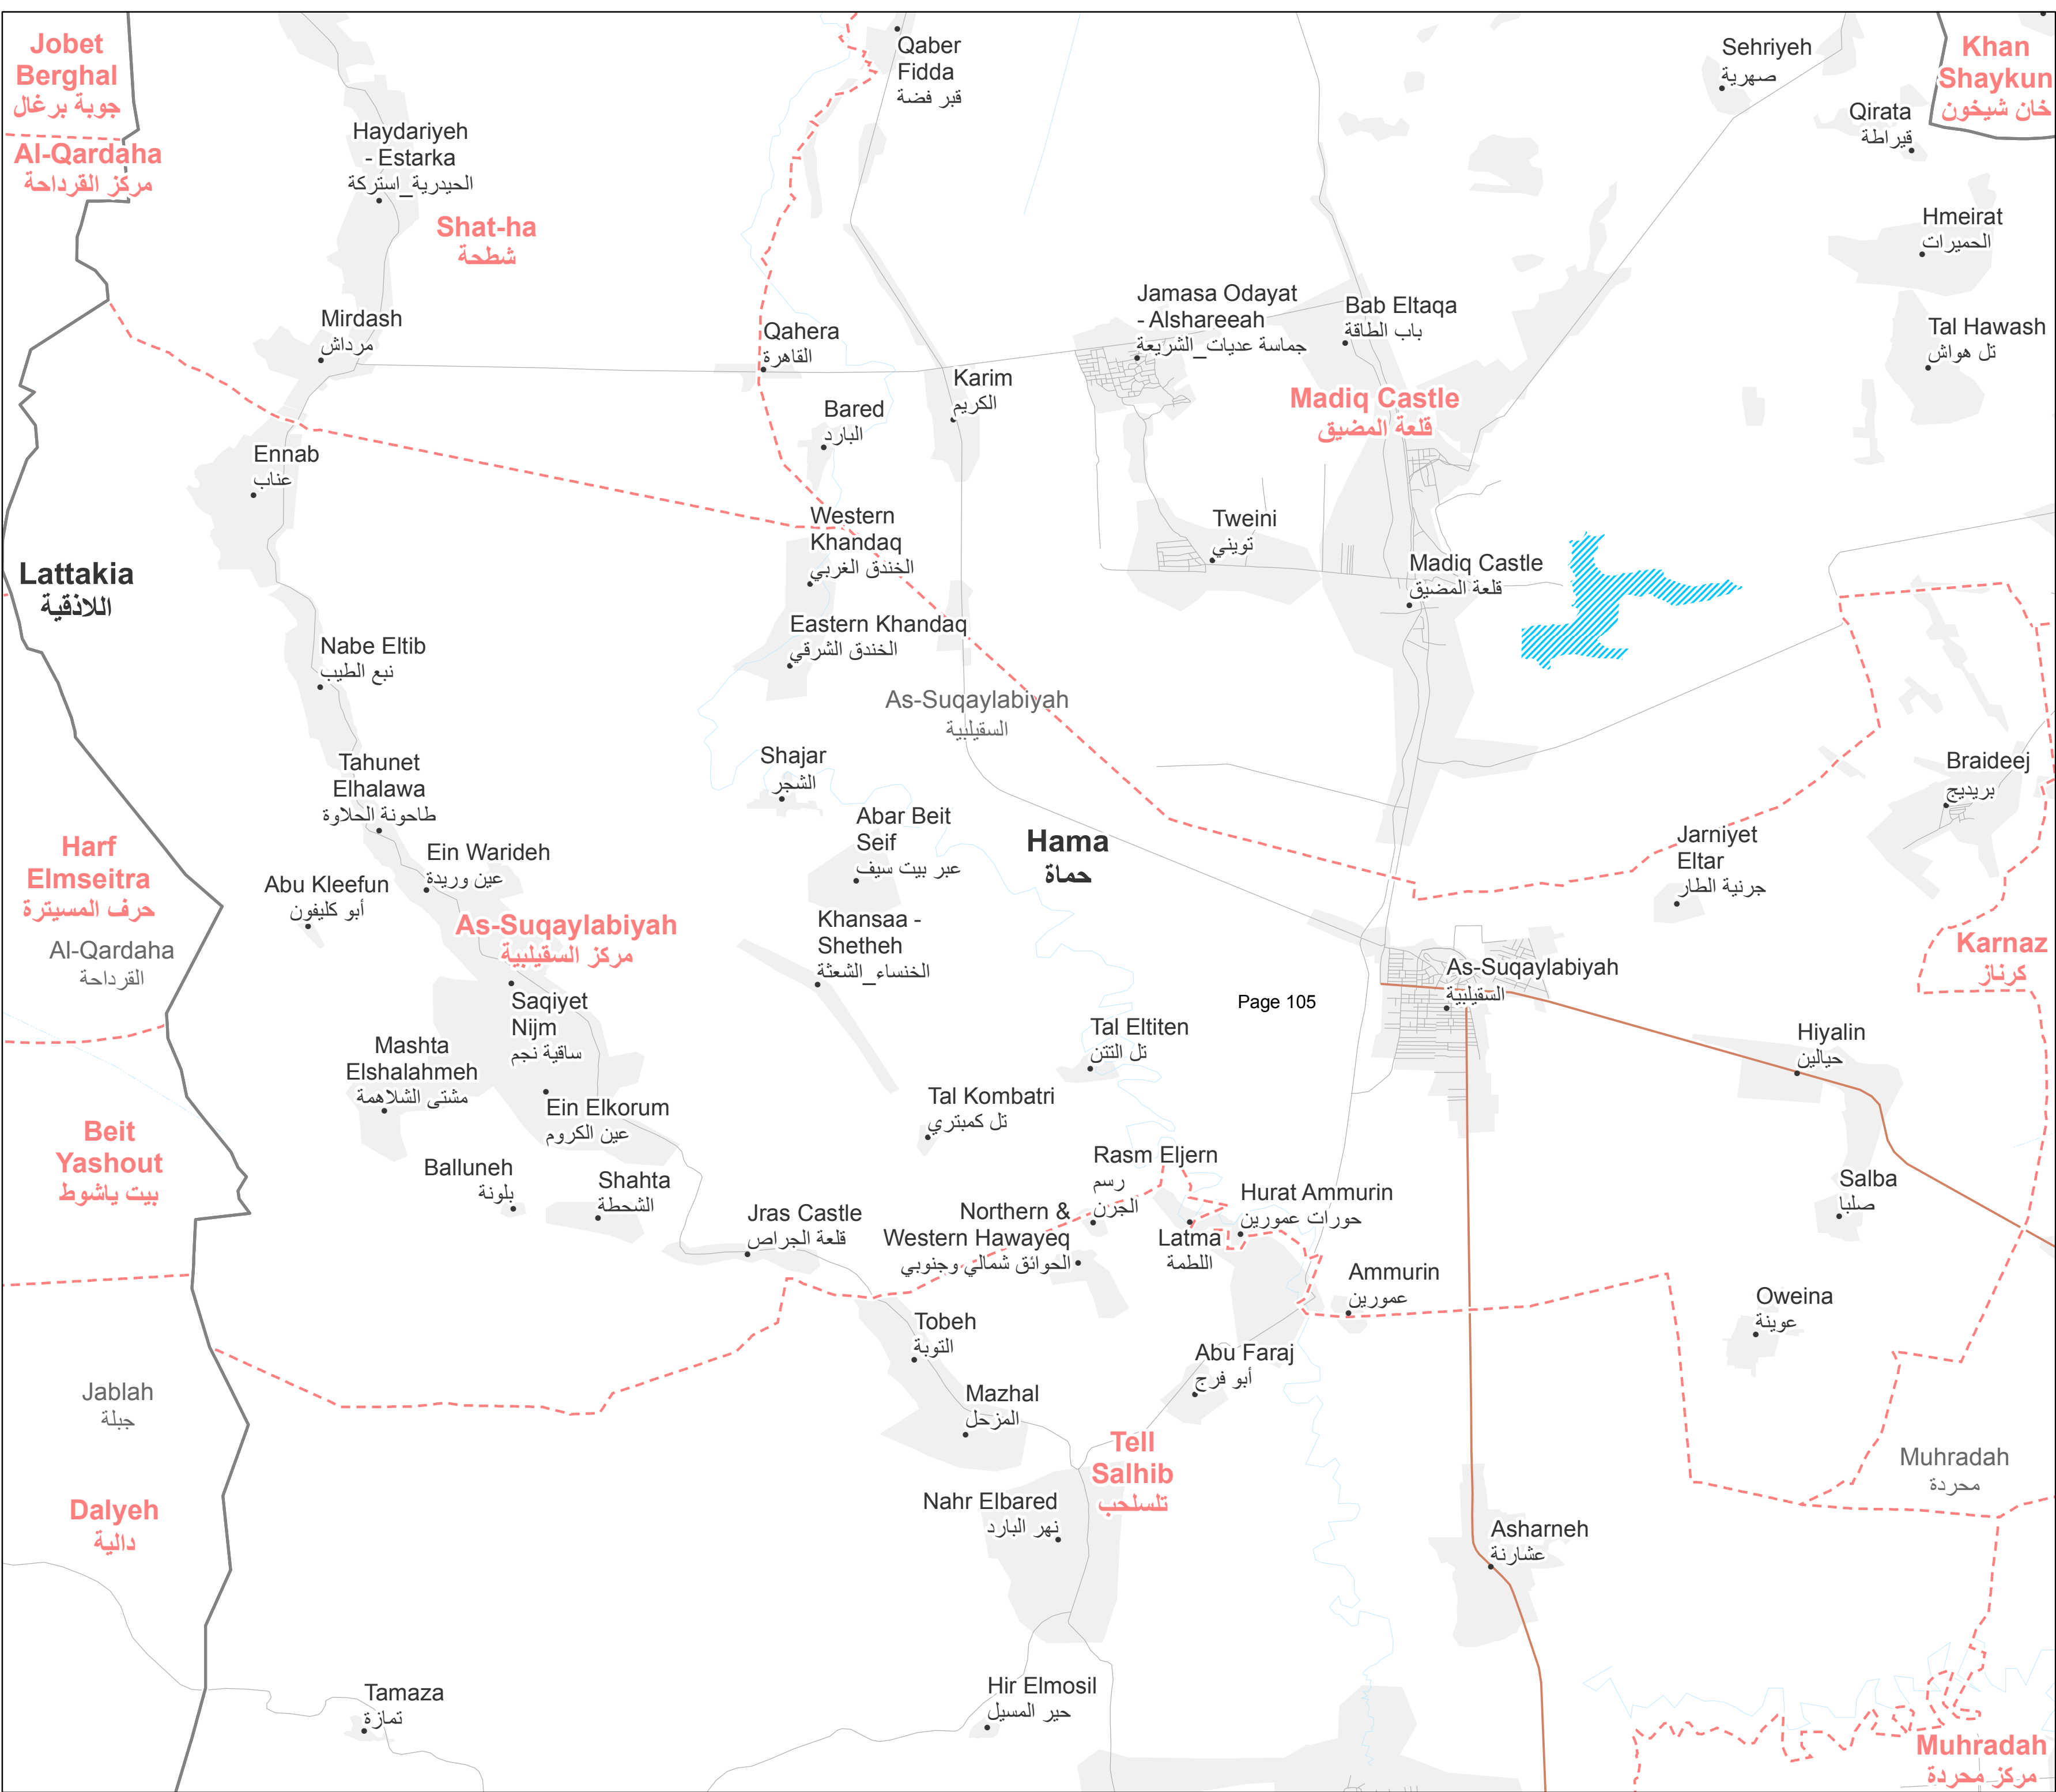 Jobet
Berghal
جوبة برغال
Al-Qardaha
مركز القرداحة
Haydariyeh
- Estarka
الحيدرية_استركة
Shat-ha
شطحة
Qaber
Fidda
قبر فضة
Sehriyeh
صهرية
Khan
Shaykun
خان شيخون
Qirata
قيراطة
Hmeirat
الحميرات
Mirdash
مرداش
Qahera
القاهرة
Jamasa Odayat
- Alshareeah
جماسة عديات_الشريعة
Bab Eltaqa
باب الطاقة
Tal Hawash
تل هواش
Karim
الكريم
Madiq Castle
قلعة المضيق
Bared
البارد
Ennab
عناب
Western
Khandaq
الخندق الغربي
Tweini
تويني
Madiq Castle
قلعة المضيق
Lattakia
اللاذقية
Eastern Khandaq
الخندق الشرقي
Nabe Eltib
نبع الطيب
As-Suqaylabiyah
السقيلبية
Tahunet
Elhalawa
طاحونة الحلاوة
Shajar
الشجر
Braideej
بريديج
Abar Beit
Seif
عبر بيت سيف
Hama
حماة
Jarniyet
Eltar
جرنية الطار
Harf
Elmseitra
حرف المسيترة
Ein Warideh
عين وريدة
Abu Kleefun
أبو كليفون
As-Suqaylabiyah
مركز السقيلبية
Khansaa -
Shetheh
الخنساء_الشعثة
Al-Qardaha
القرداحة
Karnaz
كرناز
As-Suqaylabiyah
السقيلبية
Page 105
Saqiyet
Nijm
ساقية نجم
Tal Eltiten
تل التتن
Hiyalin
حيالين
Mashta
Elshalahmeh
مشتى الشلاهمة
Ein Elkorum
عين الكروم
Tal Kombatri
تل كمبتري
Beit
Yashout
بيت ياشوط
Balluneh
بلونة
Shahta
الشحطة
Rasm Eljern
رسم
الجَرن
Hurat Ammurin
حورات عمورين
Salba
صلبا
Jras Castle
قلعة الجراص
Northern &
Western Hawayeq
الحوائق شمالي وجنوبي
Latma
اللطمة
Ammurin
عمورين
Oweina
عوينة
Tobeh
التوبة
Abu Faraj
أبو فرج
Jablah
جبلة
Mazhal
المزحل
Tell
Salhib
تلسلحب
Muhradah
محردة
Dalyeh
دالية
Nahr Elbared
نهر البارد
Asharneh
عشارنة
Tamaza
تمازة
Hir Elmosil
حير المسيل
Muhradah
مركز محردة